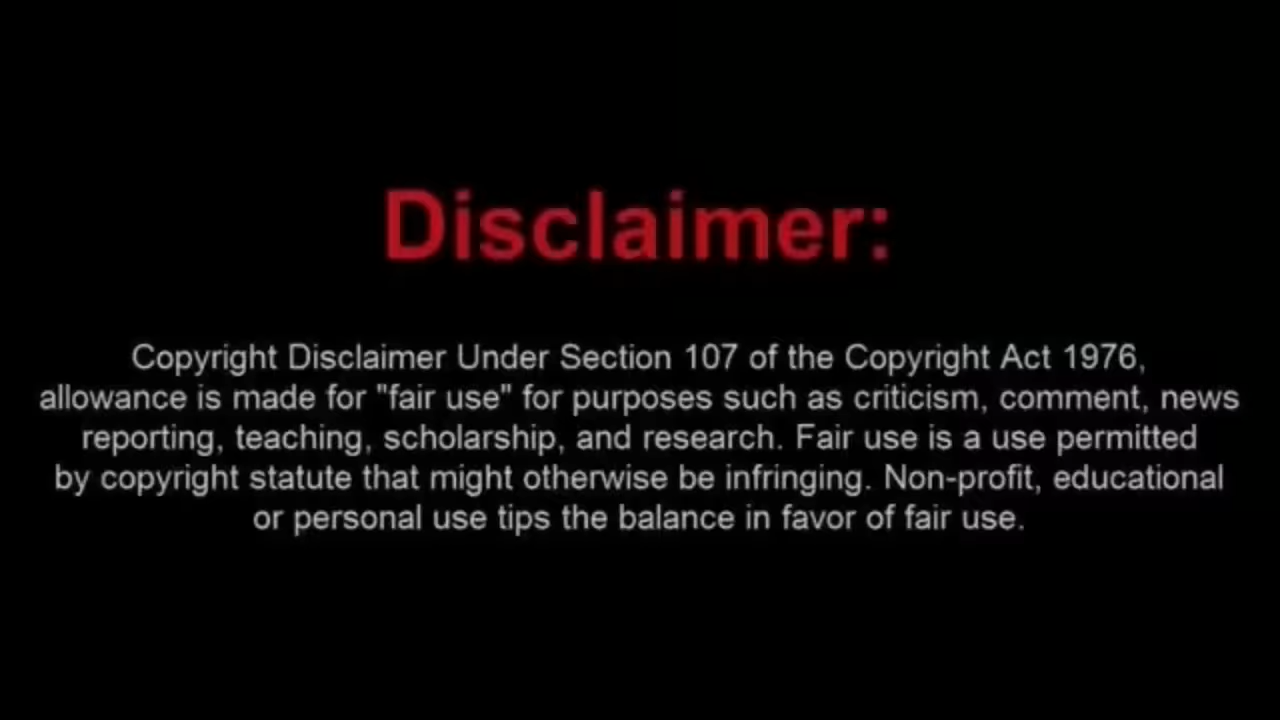 Disclaimer:
Copyright Disclaimer Under Section 107 of the Copyright Act 1976,
allowance is made for "fair use" for purposes such as criticism, comment, news
reporting, teaching, scholarship, and research. Fair use is a use permitted
by copyright statute that might otherwise be infringing. Non-profit, educational
or personal use tips the balance in favor of fair use.